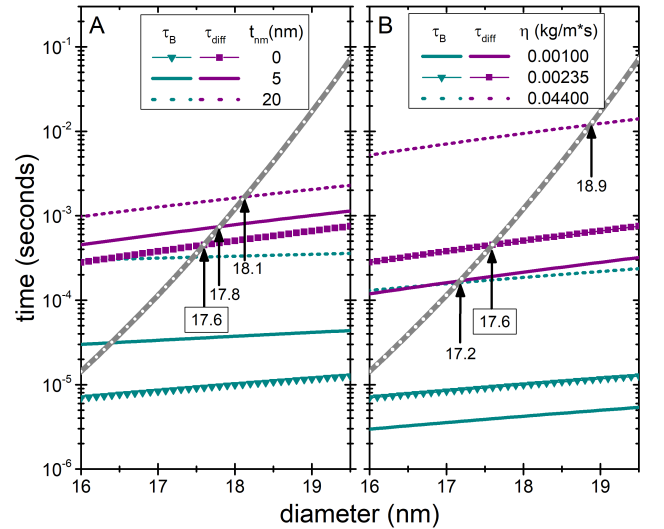 A
τB τdiff tnm(nm)
0
5
20
B
τB τdiff η (kg/m*s)
0.00100
0.00235
0.04400
time (seconds)
10⁻¹
10⁻²
10⁻³
10⁻⁴
10⁻⁵
10⁻⁶
18.1
17.8
17.6
18.9
17.6
17.2
16 17 18 19
16 17 18 19
diameter (nm)
diameter (nm)